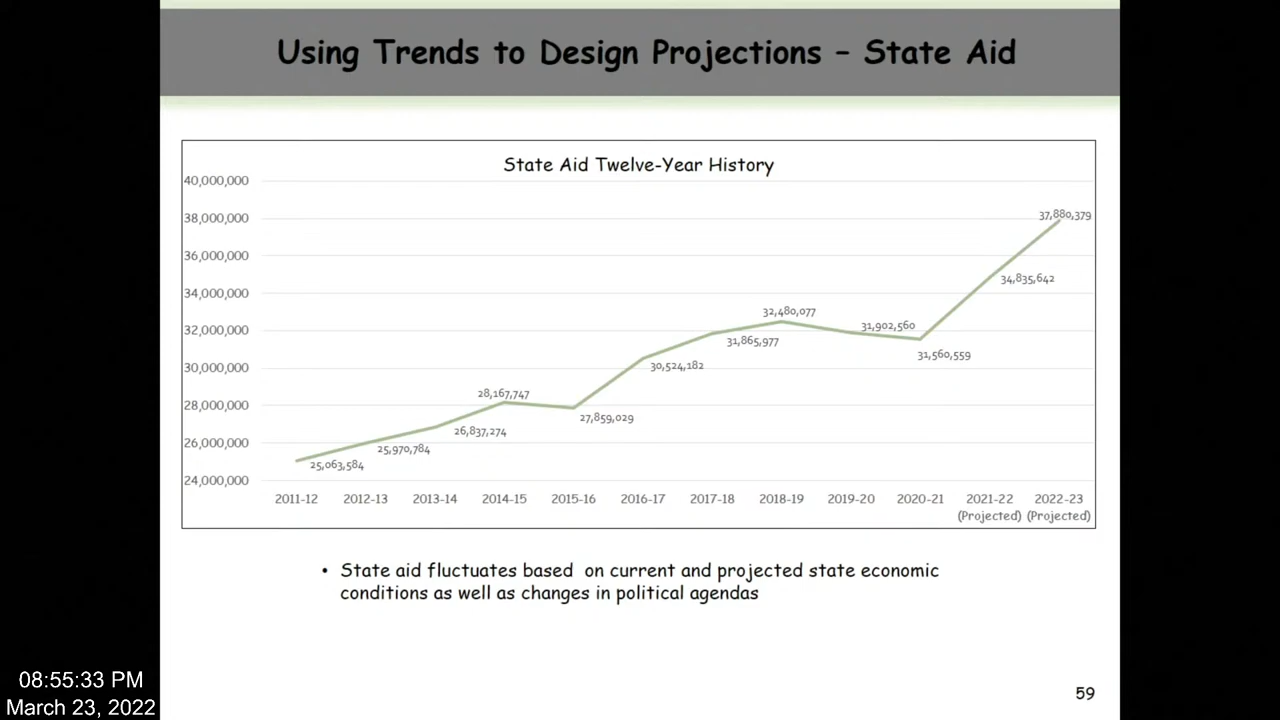 Using Trends to Design Projections – State Aid
State Aid Twelve-Year History
40,000,000
38,000,000
36,000,000
34,000,000
32,000,000
30,000,000
28,000,000
26,000,000
24,000,000
25,063,584
25,970,784
26,837,274
28,167,747
27,859,029
30,524,182
31,865,977
32,480,077
31,902,560
31,560,559
34,835,642
37,880,379
2011-12 2012-13 2013-14 2014-15 2015-16 2016-17 2017-18 2018-19 2019-20 2020-21 2021-22 2022-23
(Projected) (Projected)
• State aid fluctuates based on current and projected state economic
conditions as well as changes in political agendas
08:55:33 PM
March 23, 2022
59